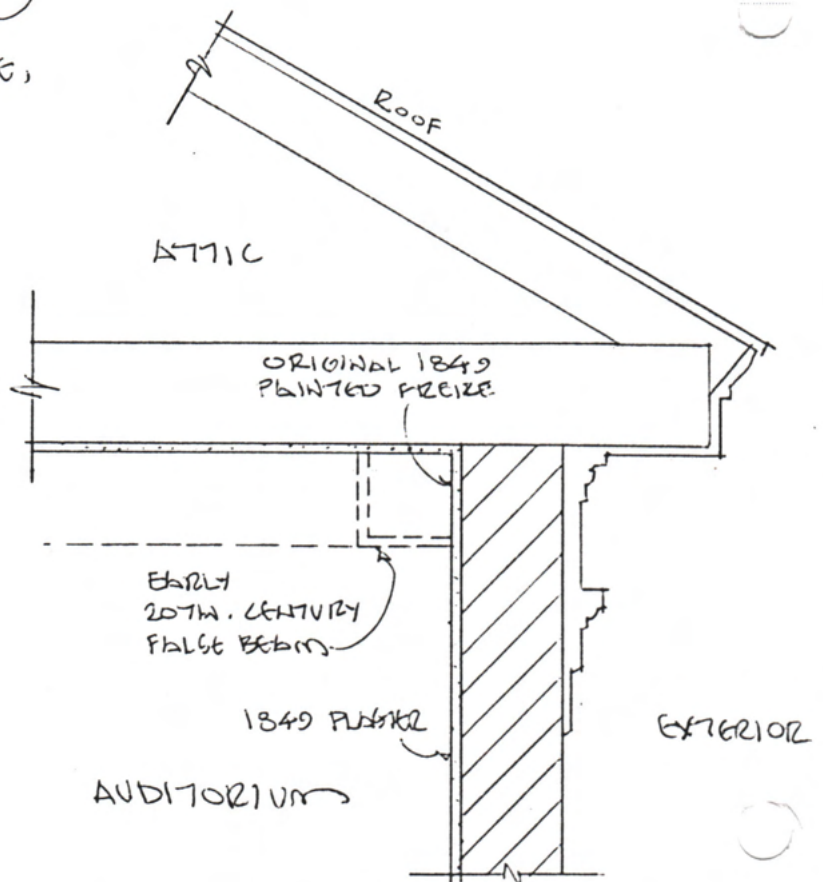 ROOF
ATTIC
ORIGINAL 1849
PAINTED FREIZE
EARLY
20TH. CENTURY
FALSE BEAM
1849 PLASTER
EXTERIOR
AUDITORIUM